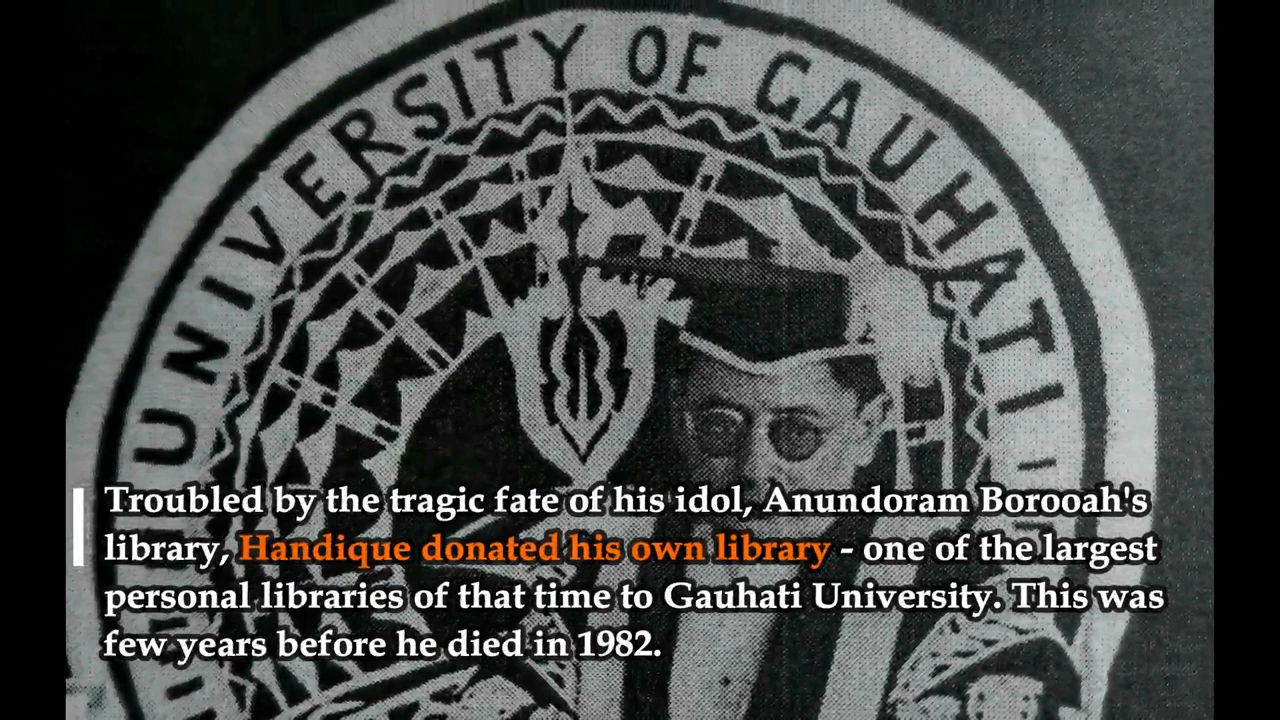 UNIVERSITY OF GAUHATI
Troubled by the tragic fate of his idol, Anundoram Borooah's
library, Handique donated his own library - one of the largest
personal libraries of that time to Gauhati University. This was
few years before he died in 1982.